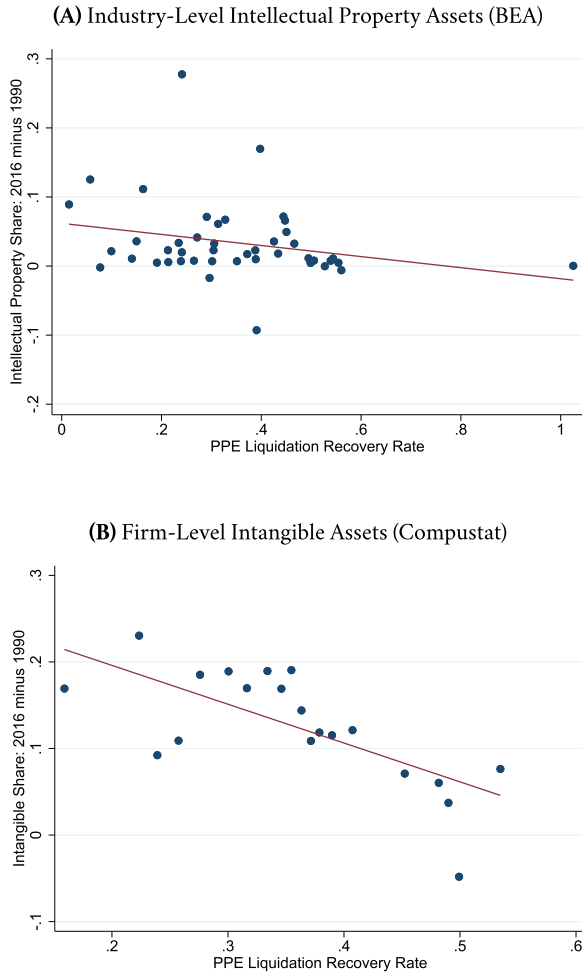 (A) Industry-Level Intellectual Property Assets (BEA)
Intellectual Property Share: 2016 minus 1990
.3
.2
.1
0
-.1
-.2
0 .2 .4 .6 .8 1
PPE Liquidation Recovery Rate
(B) Firm-Level Intangible Assets (Compustat)
Intangible Share: 2016 minus 1990
.3
.2
.1
0
-.1
.2 .3 .4 .5 .6
PPE Liquidation Recovery Rate